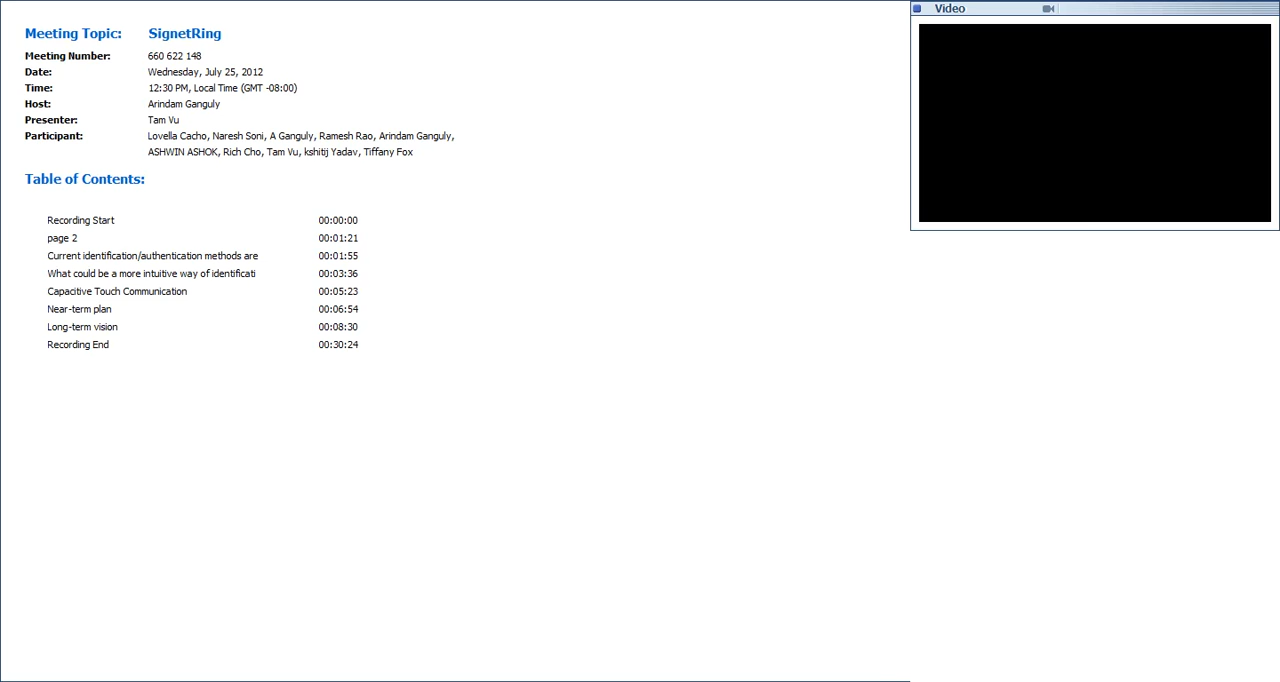 Meeting Topic: SignetRing
Meeting Number: 660 622 148
Date: Wednesday, July 25, 2012
Time: 12:30 PM, Local Time (GMT -08:00)
Host: Arindam Ganguly
Presenter: Tam Vu
Participant: Lovella Cacho, Naresh Soni, A Ganguly, Ramesh Rao, Arindam Ganguly,
ASHWIN ASHOK, Rich Cho, Tam Vu, kshitij Yadav, Tiffany Fox
Table of Contents:
Recording Start 00:00:00
page 2 00:01:21
Current identification/authentication methods are 00:01:55
What could be a more intuitive way of identificati 00:03:36
Capacitive Touch Communication 00:05:23
Near-term plan 00:06:54
Long-term vision 00:08:30
Recording End 00:30:24
Video